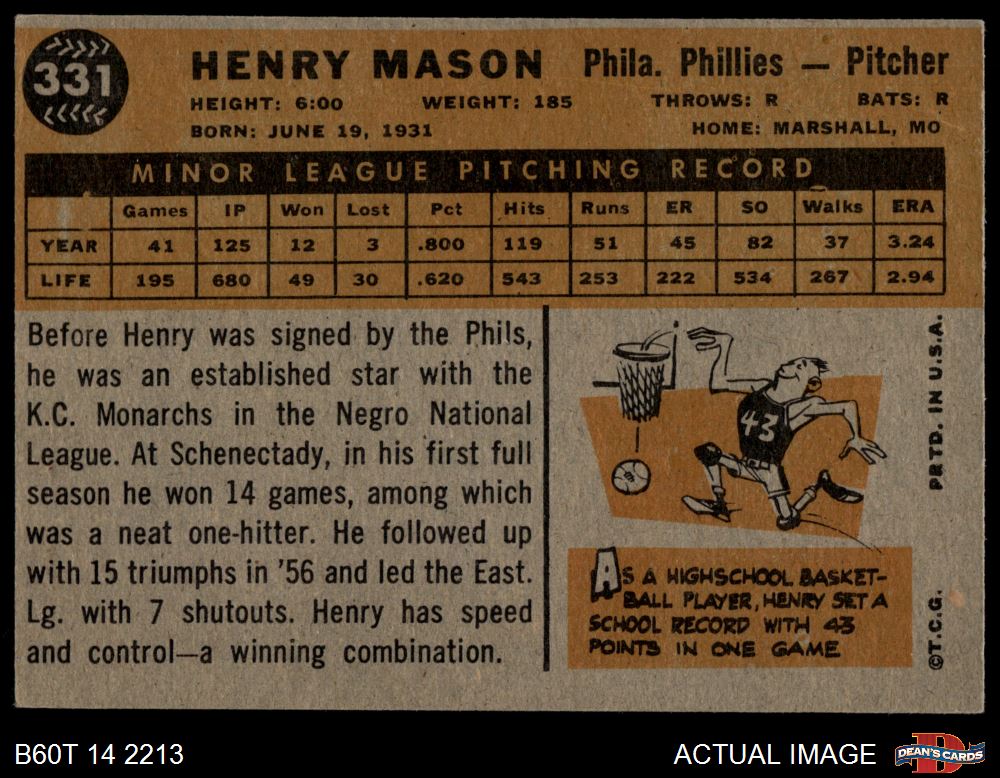 331
HENRY MASON Phila. Phillies — Pitcher
HEIGHT: 6:00 WEIGHT: 185 THROWS: R BATS: R
BORN: JUNE 19, 1931 HOME: MARSHALL, MO
MINOR LEAGUE PITCHING RECORD
Games IP Won Lost Pct Hits Runs ER SO Walks ERA
YEAR 41 125 12 3 .800 119 51 45 82 37 3.24
LIFE 195 680 49 30 .620 543 253 222 534 267 2.94
Before Henry was signed by the Phils,
he was an established star with the
K.C. Monarchs in the Negro National
League. At Schenectady, in his first full
season he won 14 games, among which
was a neat one-hitter. He followed up
with 15 triumphs in '56 and led the East.
Lg. with 7 shutouts. Henry has speed
and control—a winning combination.
43
AS A HIGHSCHOOL BASKET-
BALL PLAYER, HENRY SET A
SCHOOL RECORD WITH 43
POINTS IN ONE GAME
©T.C.G. PRTD. IN U.S.A.
B60T 14 2213 ACTUAL IMAGE DEAN'S CARDS